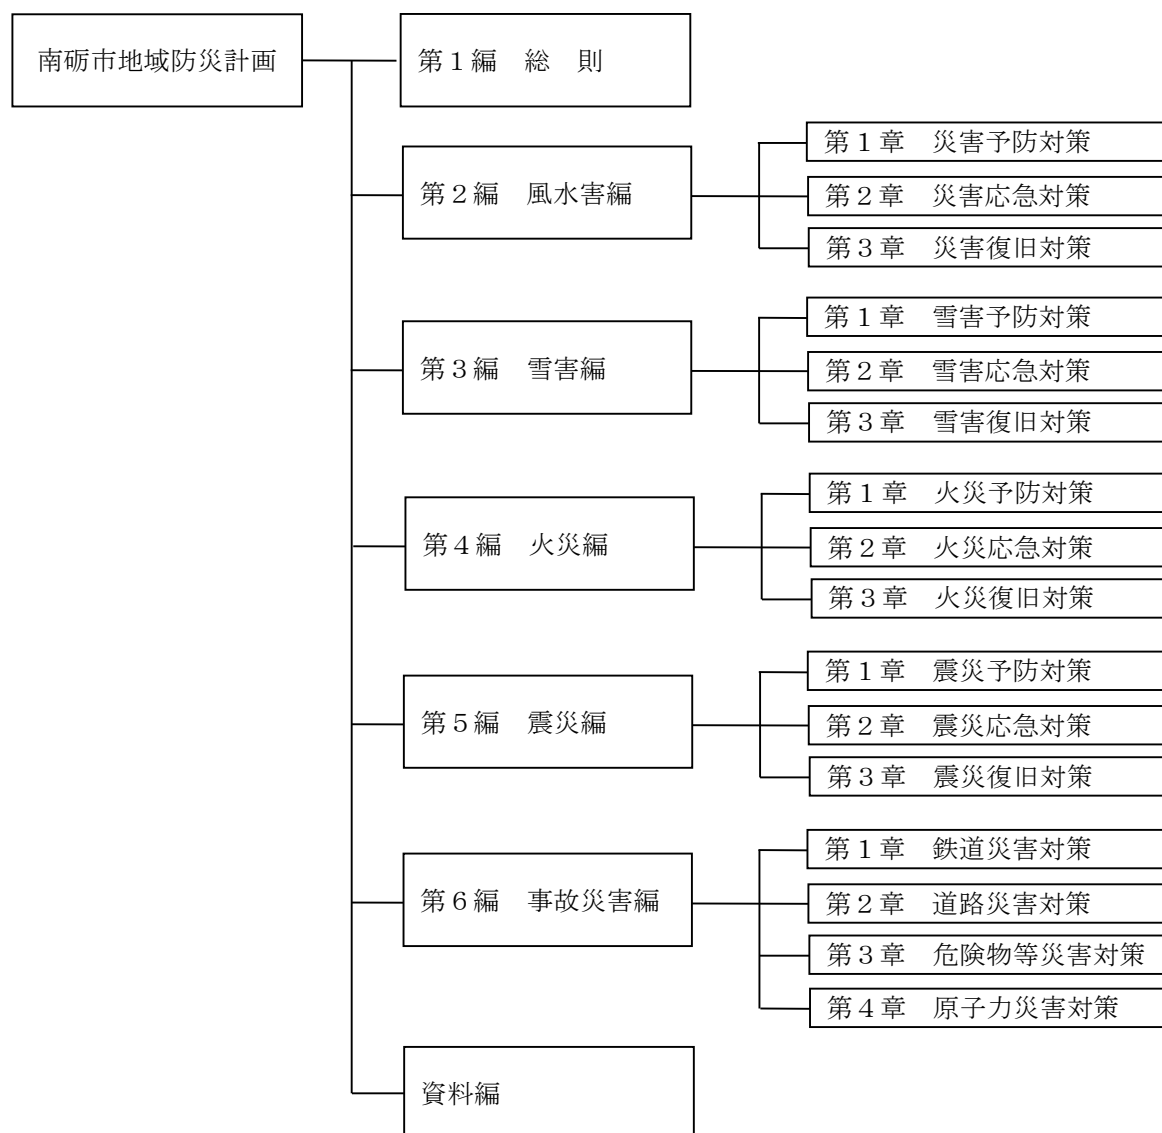 南砺市地域防災計画
第１編　総　則
第２編　風水害編
第１章　災害予防対策
第２章　災害応急対策
第３章　災害復旧対策
第３編　雪害編
第１章　雪害予防対策
第２章　雪害応急対策
第３章　雪害復旧対策
第４編　火災編
第１章　火災予防対策
第２章　火災応急対策
第３章　火災復旧対策
第５編　震災編
第１章　震災予防対策
第２章　震災応急対策
第３章　震災復旧対策
第６編　事故災害編
第１章　鉄道災害対策
第２章　道路災害対策
第３章　危険物等災害対策
第４章　原子力災害対策
資料編